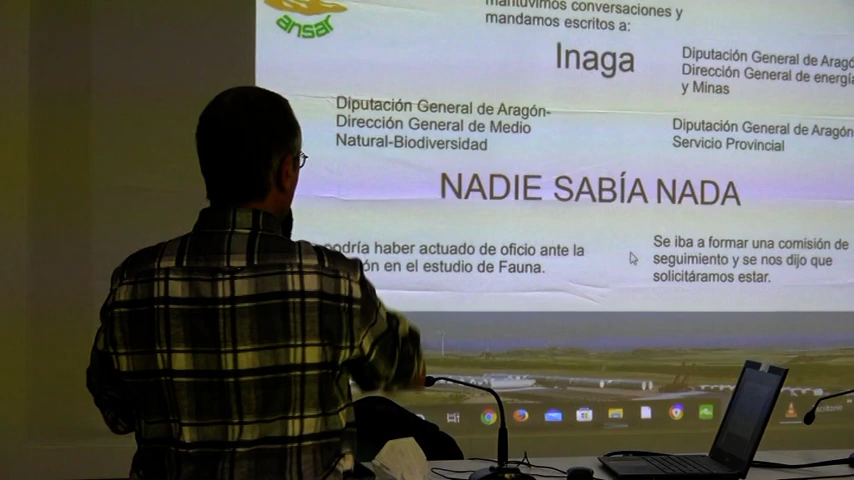 ansar
mantuvimos conversaciones y
mandamos escritos a:
Inaga
Diputación General de Aragó
Dirección General de energía
y Minas
Diputación General de Aragón-
Dirección General de Medio
Natural-Biodiversidad
Diputación General de Aragón
Servicio Provincial
NADIE SABÍA NADA
podría haber actuado de oficio ante la
ón en el estudio de Fauna.
Se iba a formar una comisión de
seguimiento y se nos dijo que
solicitáramos estar.